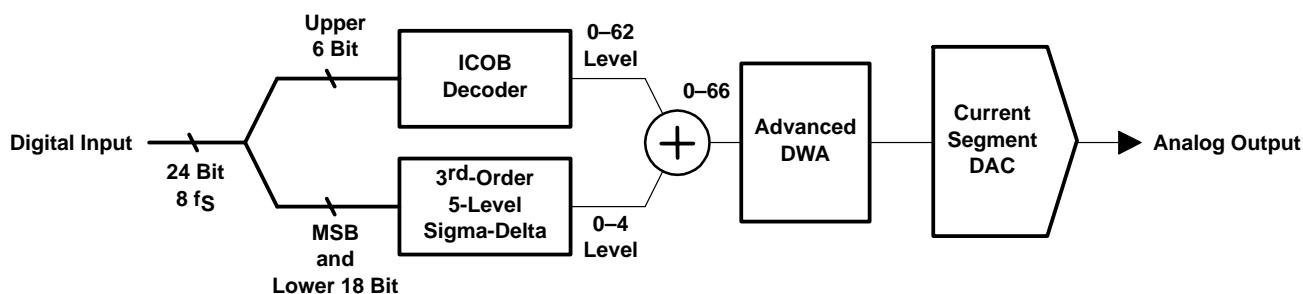 Digital Input
24 Bit
8 fS
Upper
6 Bit
ICOB
Decoder
0–62
Level
MSB
and
Lower 18 Bit
3rd-Order
5-Level
Sigma-Delta
0–4
Level
+
0–66
Advanced
DWA
Current
Segment
DAC
Analog Output